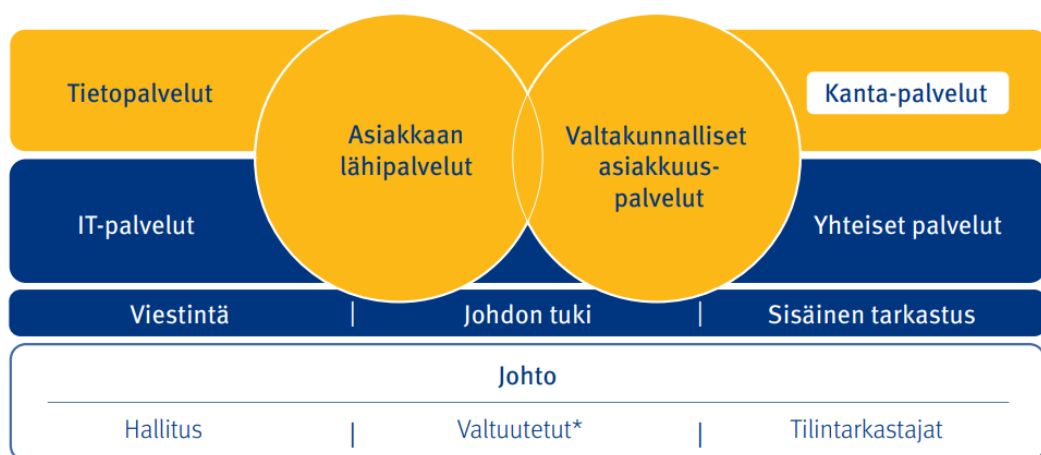 Tietopalvelut
Asiakkaan
lähipalvelut
Valtakunnalliset
asiakkuus-
palvelut
Kanta-palvelut
IT-palvelut
Yhteiset palvelut
Viestintä | Johdon tuki | Sisäinen tarkastus
Johto
Hallitus | Valtuutetut* | Tilintarkastajat